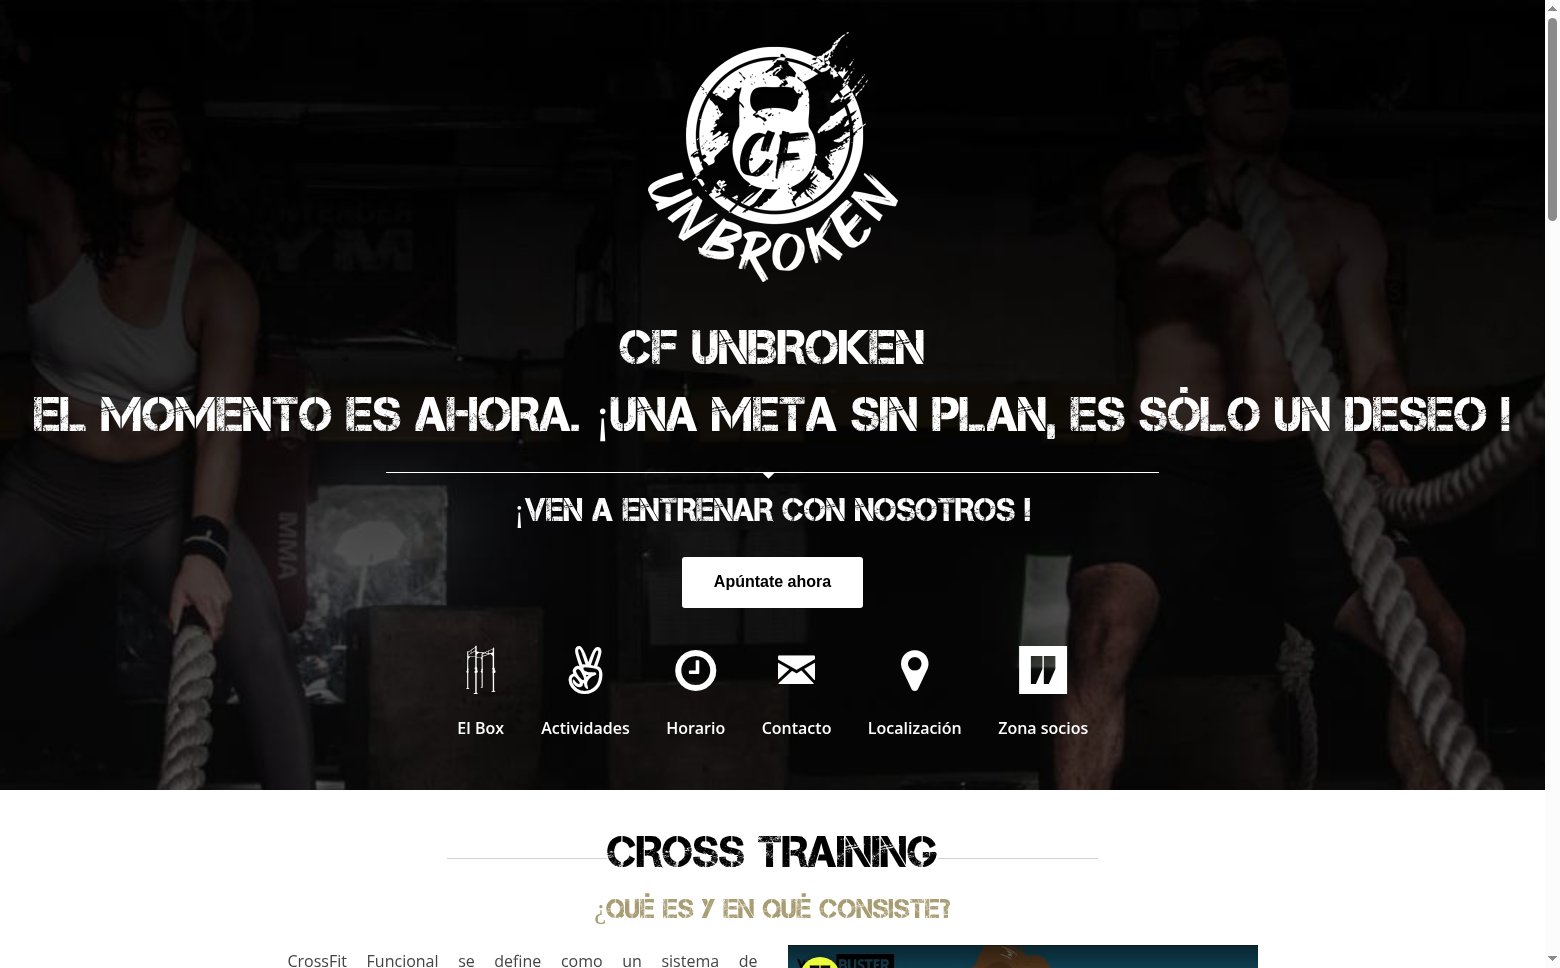 CF
UNBROKEN
CF UNBROKEN
EL MOMENTO ES AHORA. ¡UNA META SIN PLAN, ES SÓLO UN DESEO !
¡VEN A ENTRENAR CON NOSOTROS !
Apúntate ahora
El Box Actividades Horario Contacto Localización Zona socios
CROSS TRAINING
¿QUÉ ES Y EN QUÉ CONSISTE?
CrossFit Funcional se define como un sistema de
BUSTER
MMA